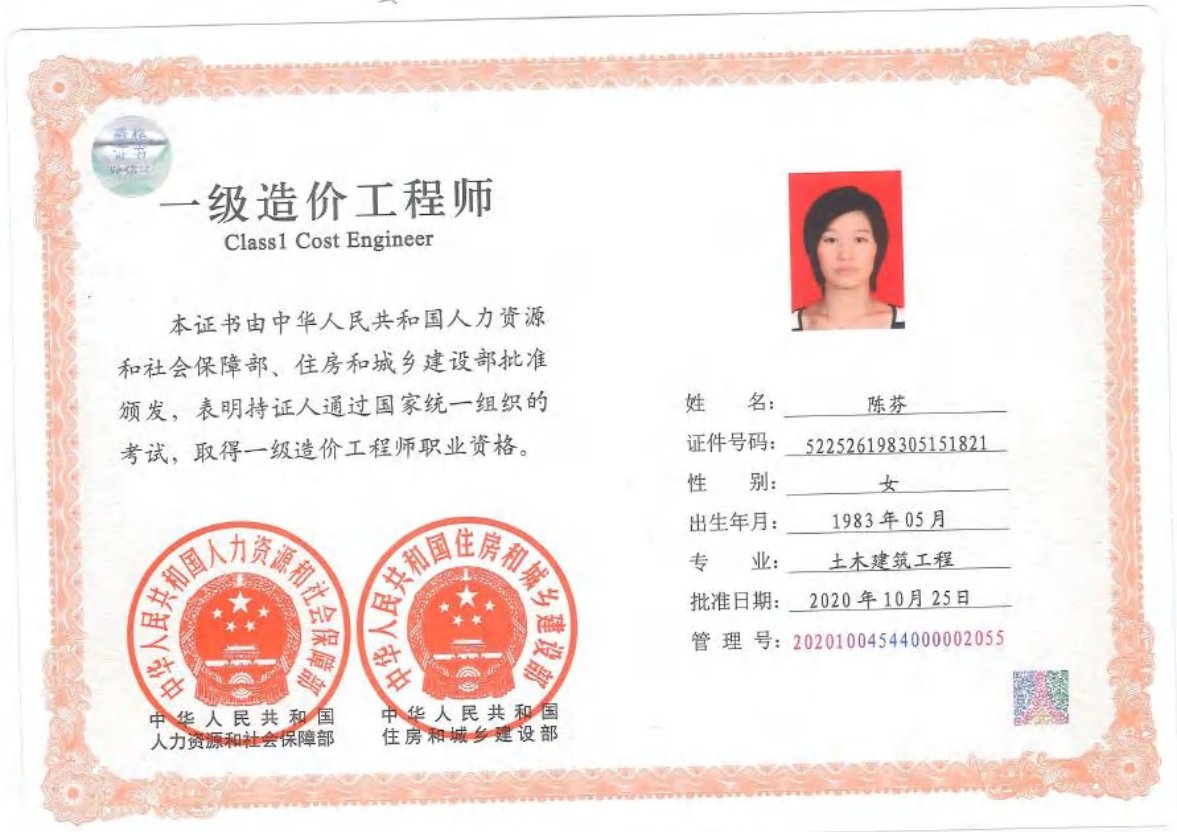 资格
证书
一级造价工程师
Class1 Cost Engineer
本证书由中华人民共和国人力资源
和社会保障部、住房和城乡建设部批准
颁发，表明持证人通过国家统一组织的
考试，取得一级造价工程师职业资格。
中华人民共和国人力资源和社会保障部
中华人民共和国
人力资源和社会保障部
中华人民共和国住房和城乡建设部
中华人民共和国
住房和城乡建设部
姓 名：陈芬
证件号码：522526198305151821
性 别：女
出生年月：1983年05月
专 业：土木建筑工程
批准日期：2020年10月25日
管 理 号：20201004544000002055